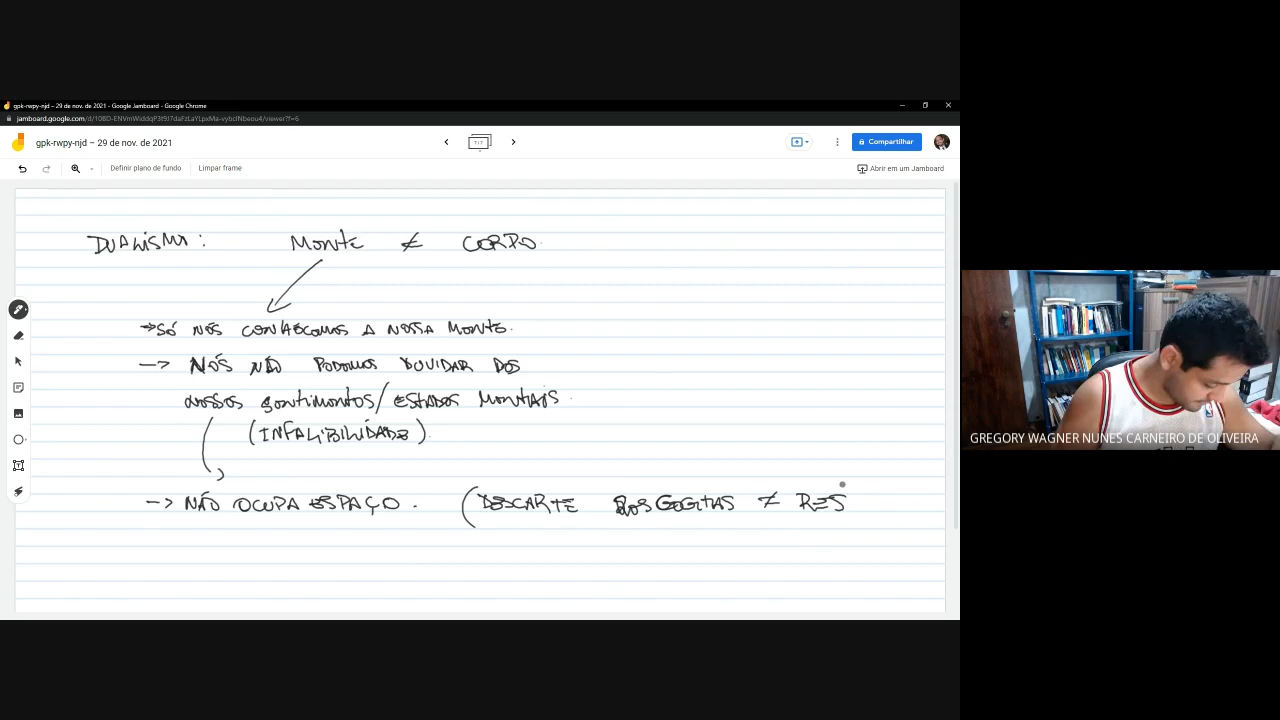 gpk-rwpy-njd – 29 de nov. de 2021 - Google Jamboard - Google Chrome
gpk-rwpy-njd – 29 de nov. de 2021
7/7
Compartilhar
Definir plano de fundo
Limpar frame
Abrir em um Jamboard
DUALISMO: MENTE ≠ CORPO.
→ SÓ NÓS CONHECEMOS A NOSSA MENTE.
→ NÓS NÃO PODEMOS DUVIDAR DOS
NOSSOS SENTIMENTOS/ESTADOS MENTAIS.
(INFALIBILIDADE).
→ NÃO OCUPA ESPAÇO. (DESCARTE COGITAS ≠ RES
GREGORY WAGNER NUNES CARNEIRO DE OLIVEIRA